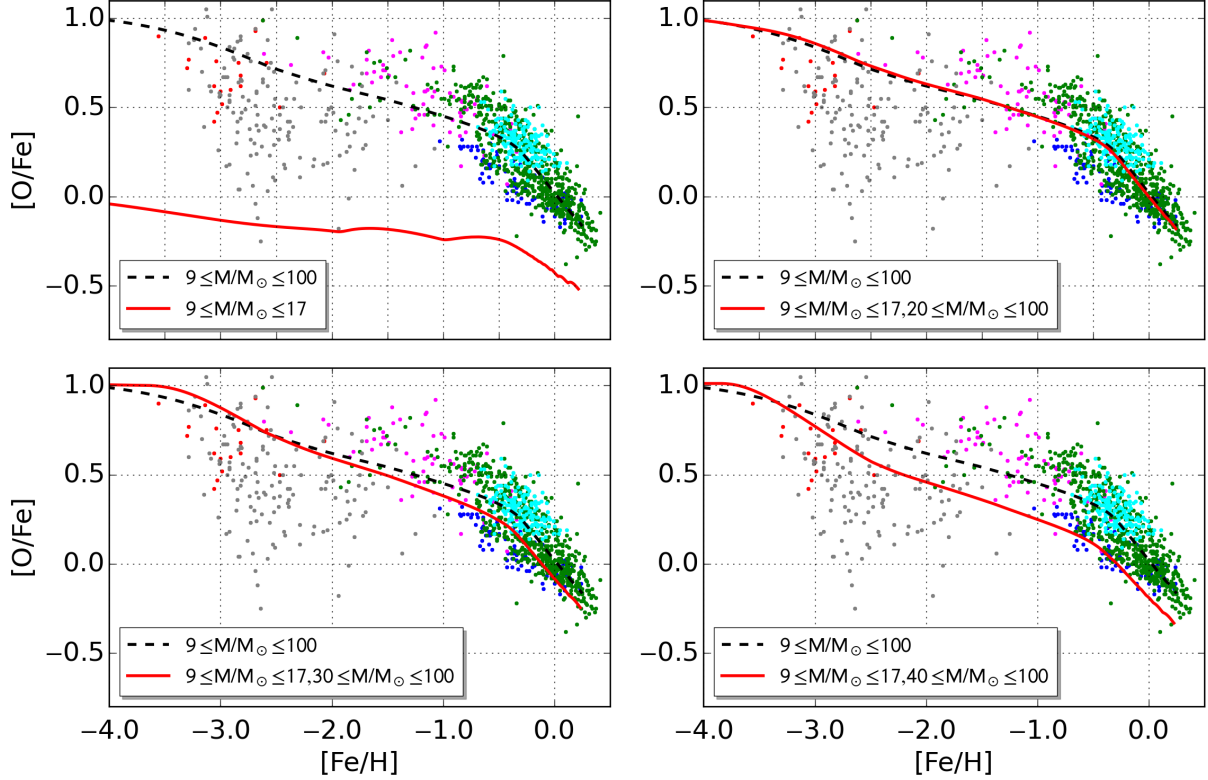 1.0
0.5
0.0
−0.5
[O/Fe]
9 ≤M/M⊙ ≤100
9 ≤M/M⊙ ≤17
1.0
0.5
0.0
−0.5
9 ≤M/M⊙ ≤100
9 ≤M/M⊙ ≤17,20 ≤M/M⊙ ≤100
1.0
0.5
0.0
−0.5
[O/Fe]
9 ≤M/M⊙ ≤100
9 ≤M/M⊙ ≤17,30 ≤M/M⊙ ≤100
−4.0 −3.0 −2.0 −1.0 0.0
[Fe/H]
1.0
0.5
0.0
−0.5
9 ≤M/M⊙ ≤100
9 ≤M/M⊙ ≤17,40 ≤M/M⊙ ≤100
−4.0 −3.0 −2.0 −1.0 0.0
[Fe/H]